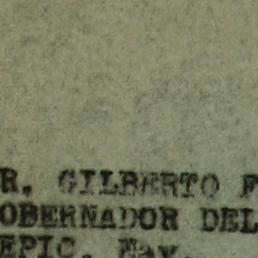 R. GILBERTO F
OBERNADOR DEL
EPIC, Nay.